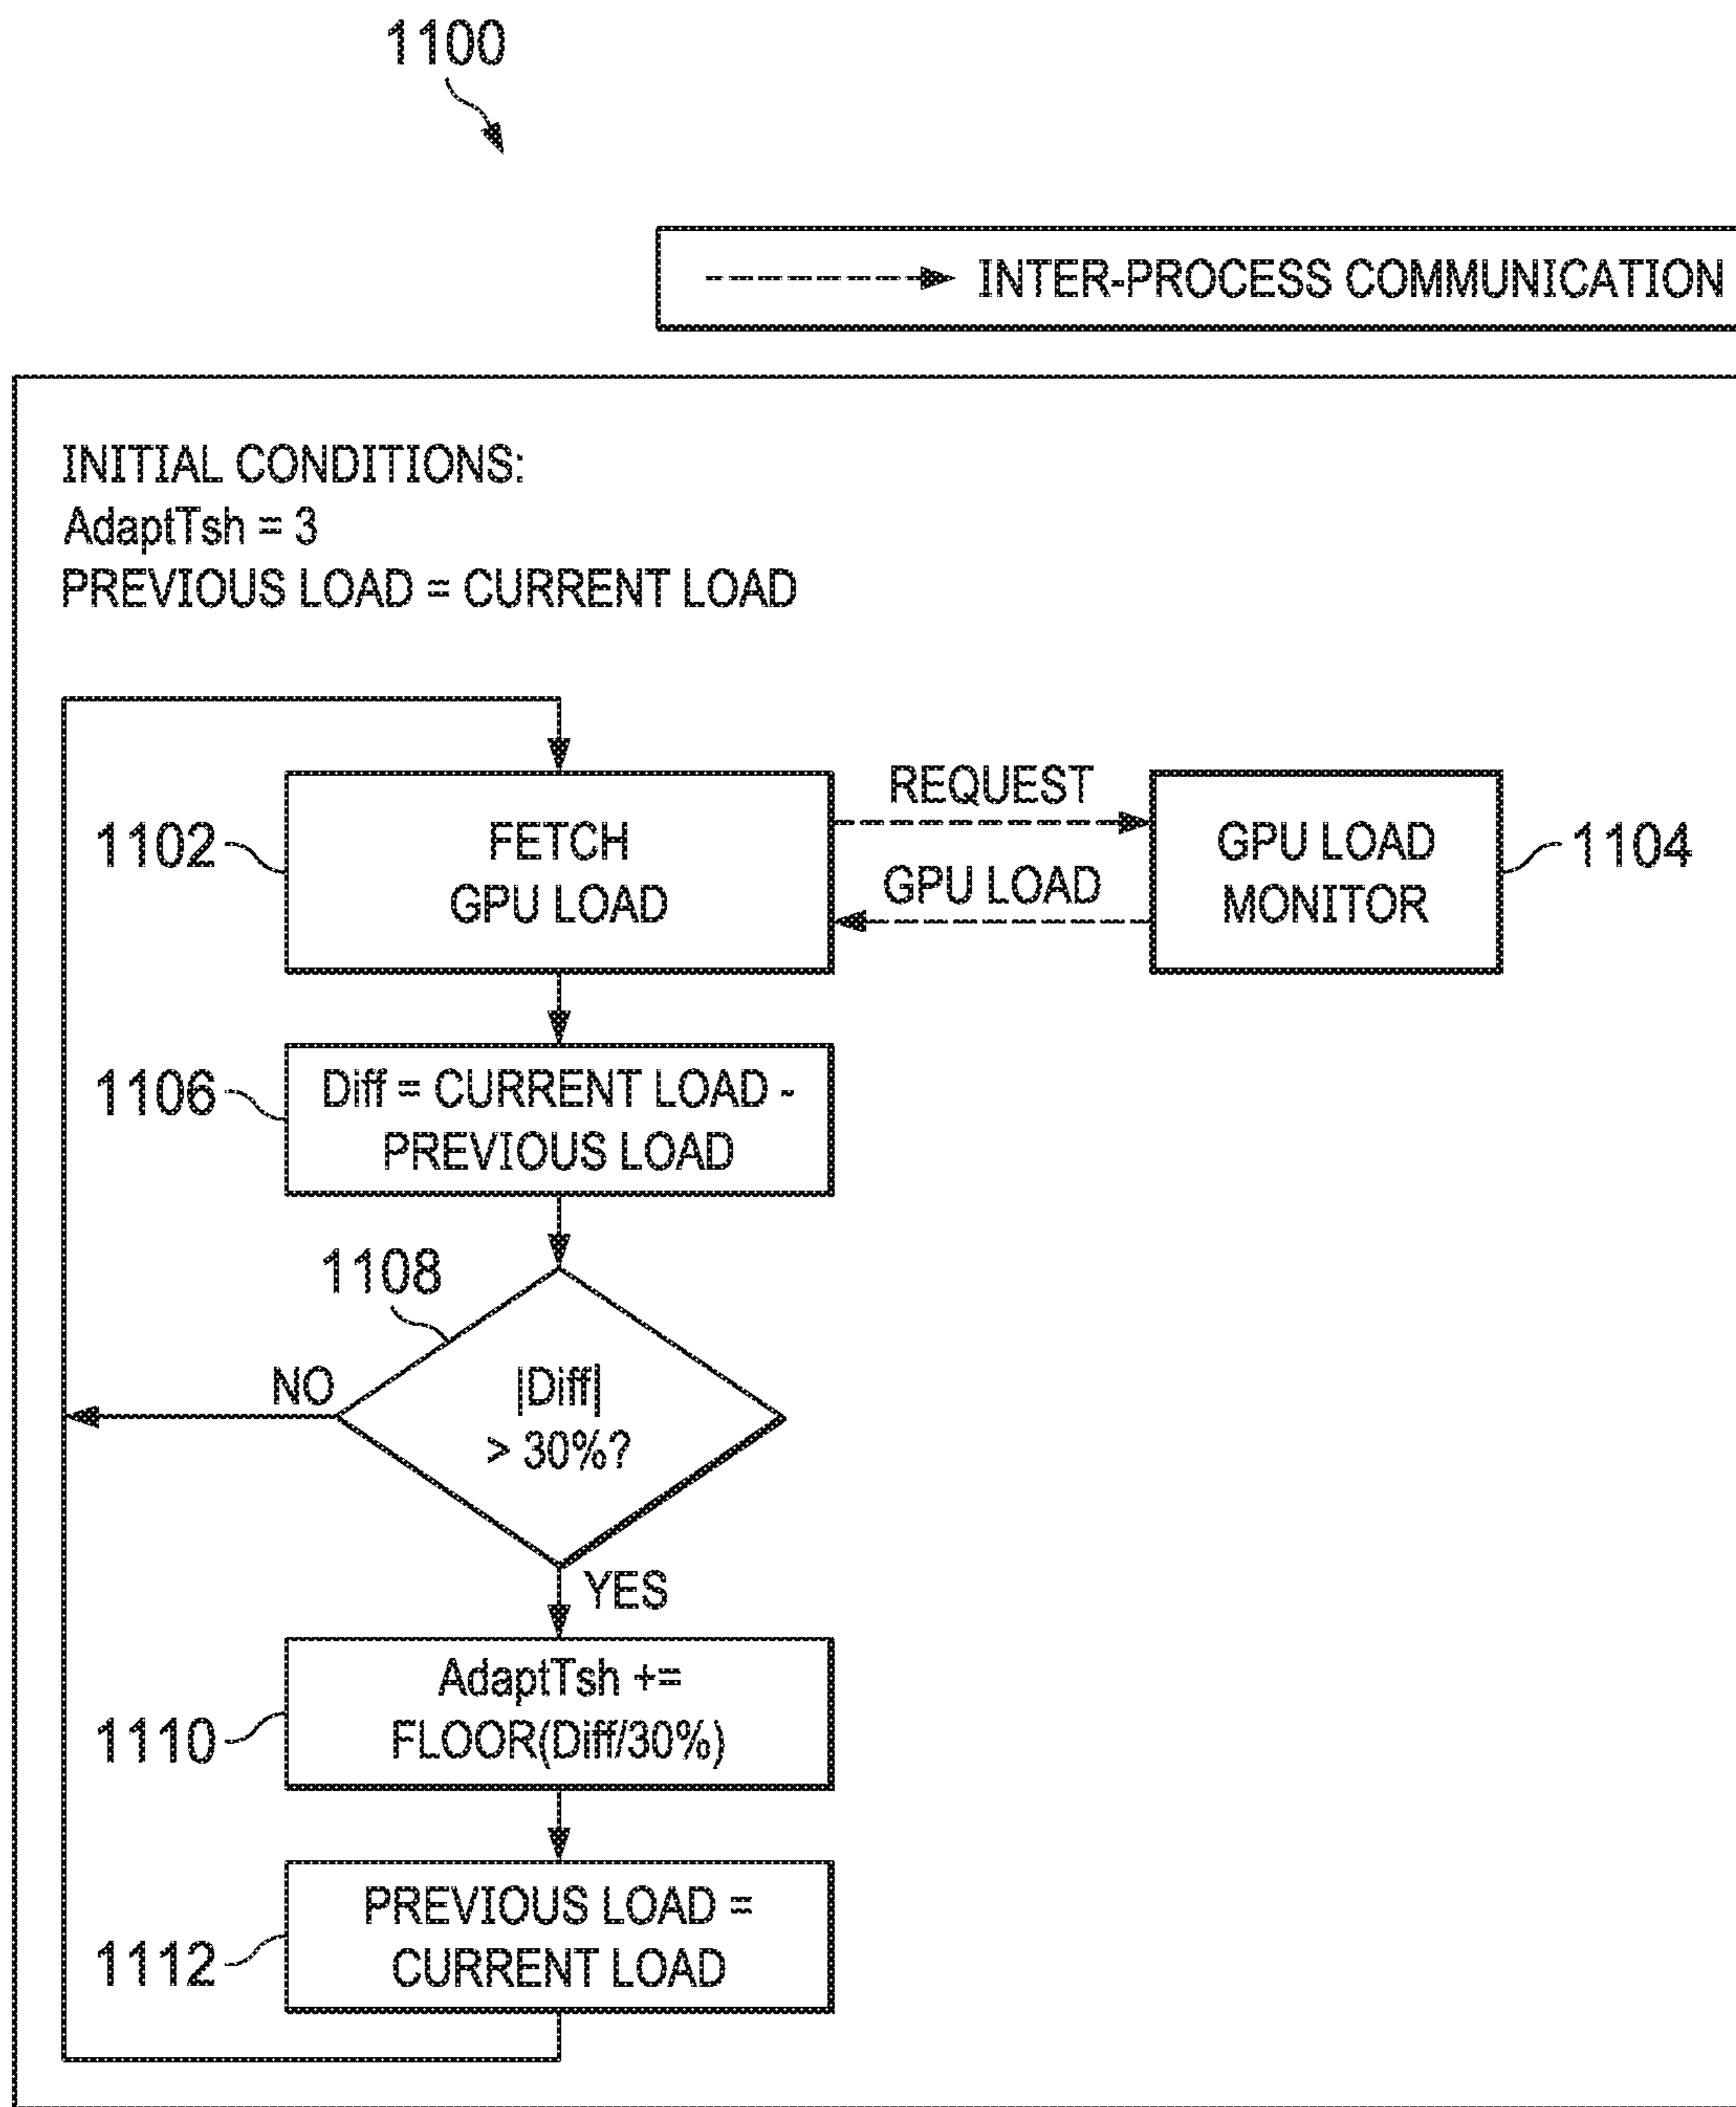 1100
INTER-PROCESS COMMUNICATION
INITIAL CONDITIONS:
AdaptTsh = 3
PREVIOUS LOAD = CURRENT LOAD
1102
FETCH
GPU LOAD
REQUEST
GPU LOAD
GPU LOAD
MONITOR
1104
1106
Diff = CURRENT LOAD -
PREVIOUS LOAD
1108
NO
|Diff|
> 30%?
YES
1110
AdaptTsh +=
FLOOR(Diff/30%)
1112
PREVIOUS LOAD =
CURRENT LOAD